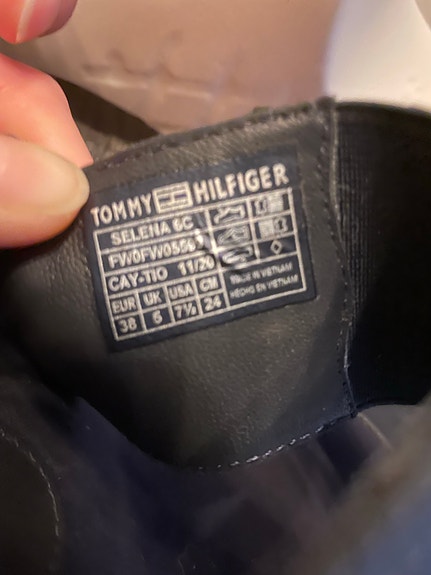 TOMMY HILFIGER
SELENA 6C
CAY-TIO 11/20
EUR UK USA CM
38 5 7½ 24
MADE IN VIETNAM
HECHO EN VIETNAM